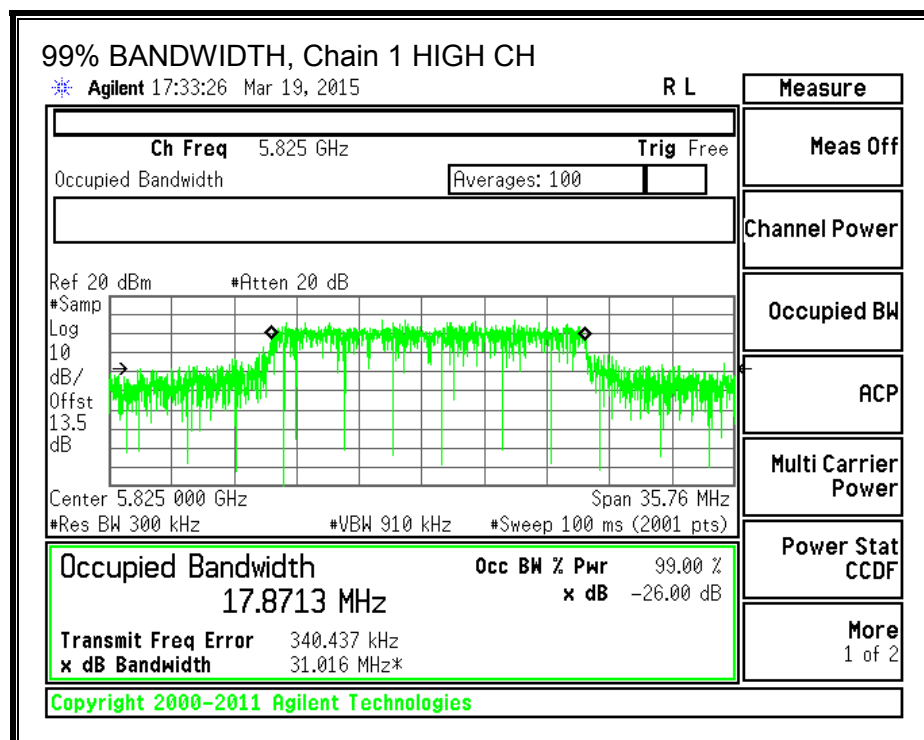 99% BANDWIDTH, Chain 1 HIGH CH
Agilent 17:33:26 Mar 19, 2015 R L
Measure
Ch Freq 5.825 GHz Trig Free
Occupied Bandwidth Averages: 100
Meas Off
Channel Power
Occupied BW
ACP
Multi Carrier
Power
Power Stat
CCDF
More
1 of 2
Ref 20 dBm #Atten 20 dB
#Samp
Log
10
dB/
Offst
13.5
dB
Center 5.825 000 GHz Span 35.76 MHz
#Res BW 300 kHz #VBW 910 kHz #Sweep 100 ms (2001 pts)
Occupied Bandwidth Occ BW % Pwr 99.00 %
17.8713 MHz x dB -26.00 dB
Transmit Freq Error 340.437 kHz
x dB Bandwidth 31.016 MHz*
Copyright 2000-2011 Agilent Technologies